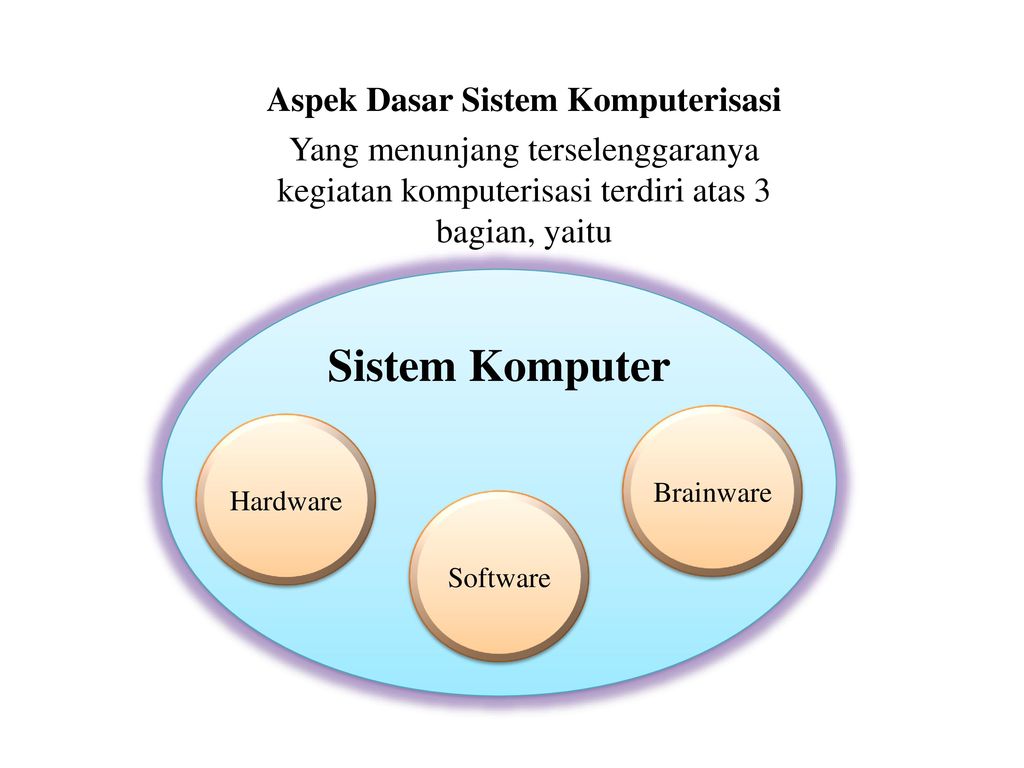 Aspek Dasar Sistem Komputerisasi
Yang menunjang terselenggaranya
kegiatan komputerisasi terdiri atas 3
bagian, yaitu
Sistem Komputer
Hardware
Software
Brainware